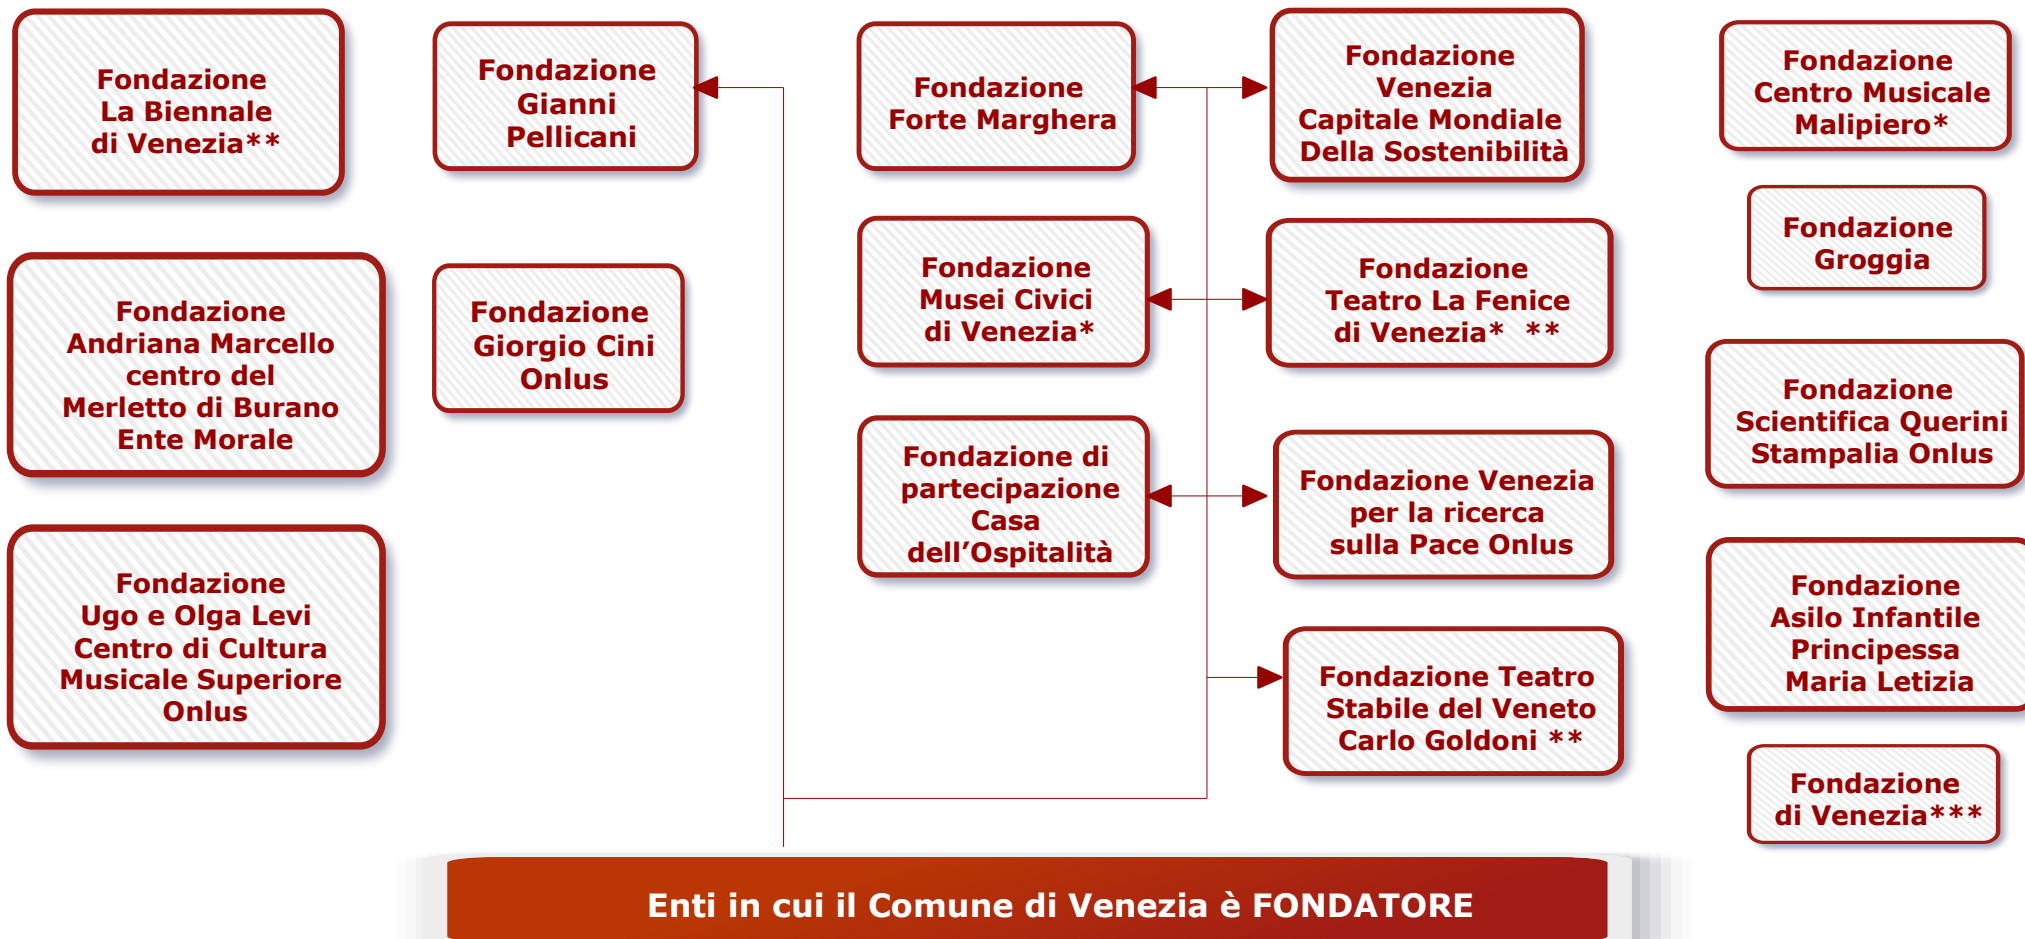 Fondazione
La Biennale
di Venezia**
Fondazione
Gianni
Pellicani
Fondazione
Forte Marghera
Fondazione
Venezia
Capitale Mondiale
Della Sostenibilità
Fondazione
Centro Musicale
Malipiero*
Fondazione
Groggia
Fondazione
Andriana Marcello
centro del
Merletto di Burano
Ente Morale
Fondazione
Giorgio Cini
Onlus
Fondazione
Musei Civici
di Venezia*
Fondazione
Teatro La Fenice
di Venezia* **
Fondazione
Scientifica Querini
Stampalia Onlus
Fondazione di
partecipazione
Casa
dell’Ospitalità
Fondazione Venezia
per la ricerca
sulla Pace Onlus
Fondazione
Ugo e Olga Levi
Centro di Cultura
Musicale Superiore
Onlus
Fondazione
Asilo Infantile
Principessa
Maria Letizia
Fondazione Teatro
Stabile del Veneto
Carlo Goldoni **
Fondazione
di Venezia***
Enti in cui il Comune di Venezia è FONDATORE